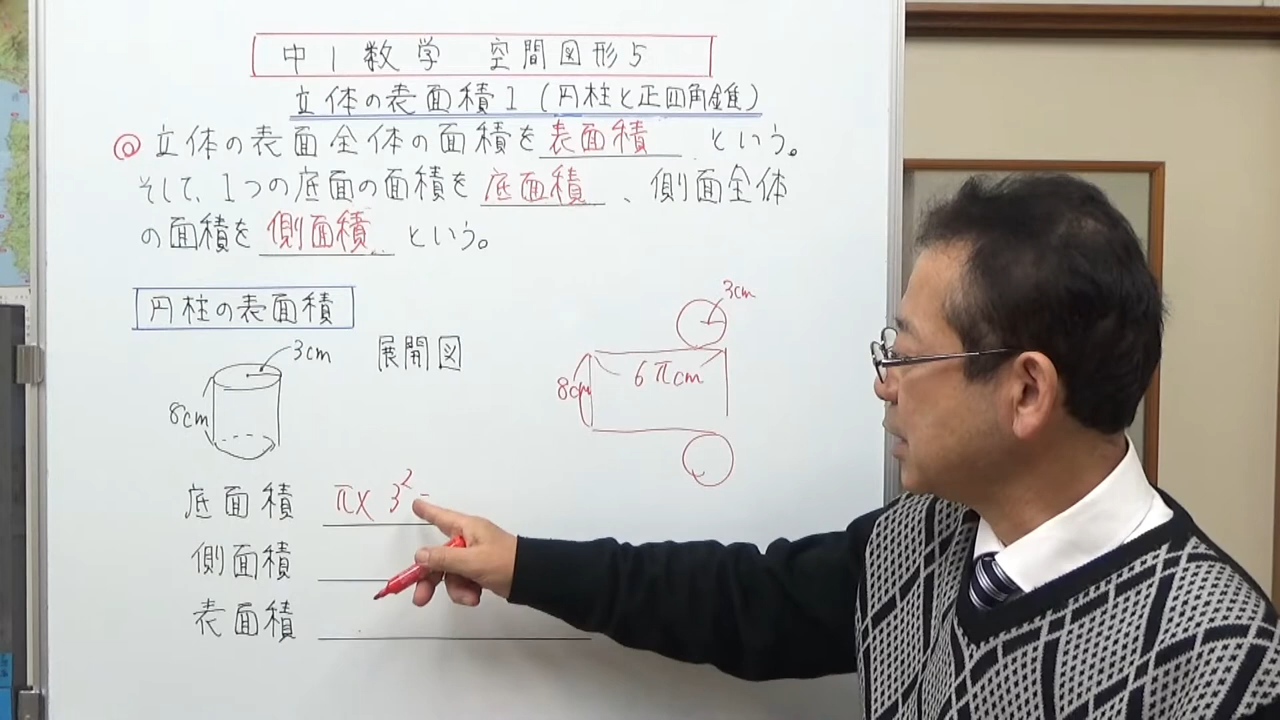 中1数学 空間図形5
立体の表面積1(円柱と正四角錐)
◎立体の表面全体の面積を表面積という。
そして、1つの底面の面積を底面積、側面全体
の面積を側面積という。
円柱の表面積
3cm
8cm
展開図
3cm
8cm
6πcm
底面積 π×3²=
側面積
表面積